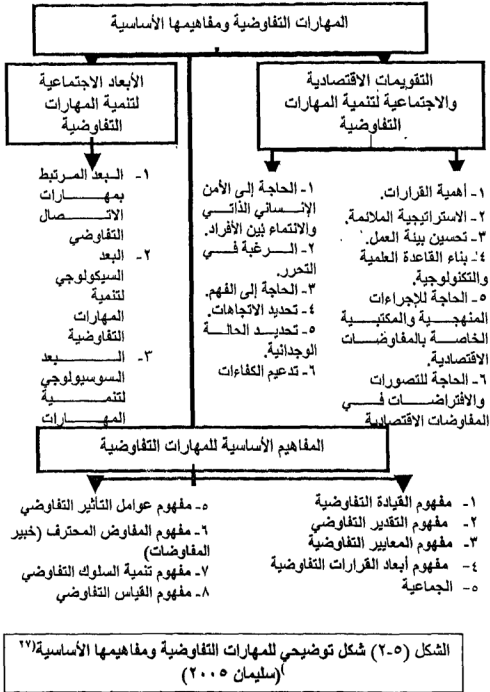 المهارات التفاوضية ومفاهيمها الأساسية
التقويمات الاقتصادية
والاجتماعية لتنمية المهارات
التفاوضية
الأبعاد الاجتماعية
لتنمية المهارات
التفاوضية
١- أهمية القرارات.
٢- الاستراتيجية الملائمة.
٣- تحسين بيئة العمل.
٤- بناء القاعدة العلمية
والتكنولوجية.
٥- الحاجة للإجراءات
المنهجية والمكتبية
الخاصة بالمفاوضات
الاقتصادية.
٦- الحاجة للتصورات
والافتراضات في
المفاوضات الاقتصادية
١- الحاجة إلى الأمن
الإنساني الذاتي
والانتماء بين الأفراد.
٢- الرغبة في
التحرر.
٣- الحاجة إلى الفهم.
٤- تحديد الاتجاهات.
٥- تحديد الحالة
الوجدانية.
٦- تدعيم الكفاءات
١- البعد المرتبط
بمهارات
الاتصال
التفاوضي
٢- البعد
السيكولوجي
لتنمية
المهارات
التفاوضية
٣- البعد
السوسيولوجي
لتنمية
المهارات
المفاهيم الأساسية للمهارات التفاوضية
١- مفهوم القيادة التفاوضية
٢- مفهوم التقدير التفاوضي
٣- مفهوم المعايير التفاوضية
٤- مفهوم أبعاد القرارات التفاوضية
٥- الجماعية
٥- مفهوم عوامل التأثير التفاوضي
٦- مفهوم المفاوض المحترف (خبير
المفاوضات)
٧- مفهوم تنمية السلوك التفاوضي
٨- مفهوم القياس التفاوضي
الشكل (٥-٢) شكل توضيحي للمهارات التفاوضية ومفاهيمها الأساسية(٢٧
)(سليمان ٢٠٠٥)